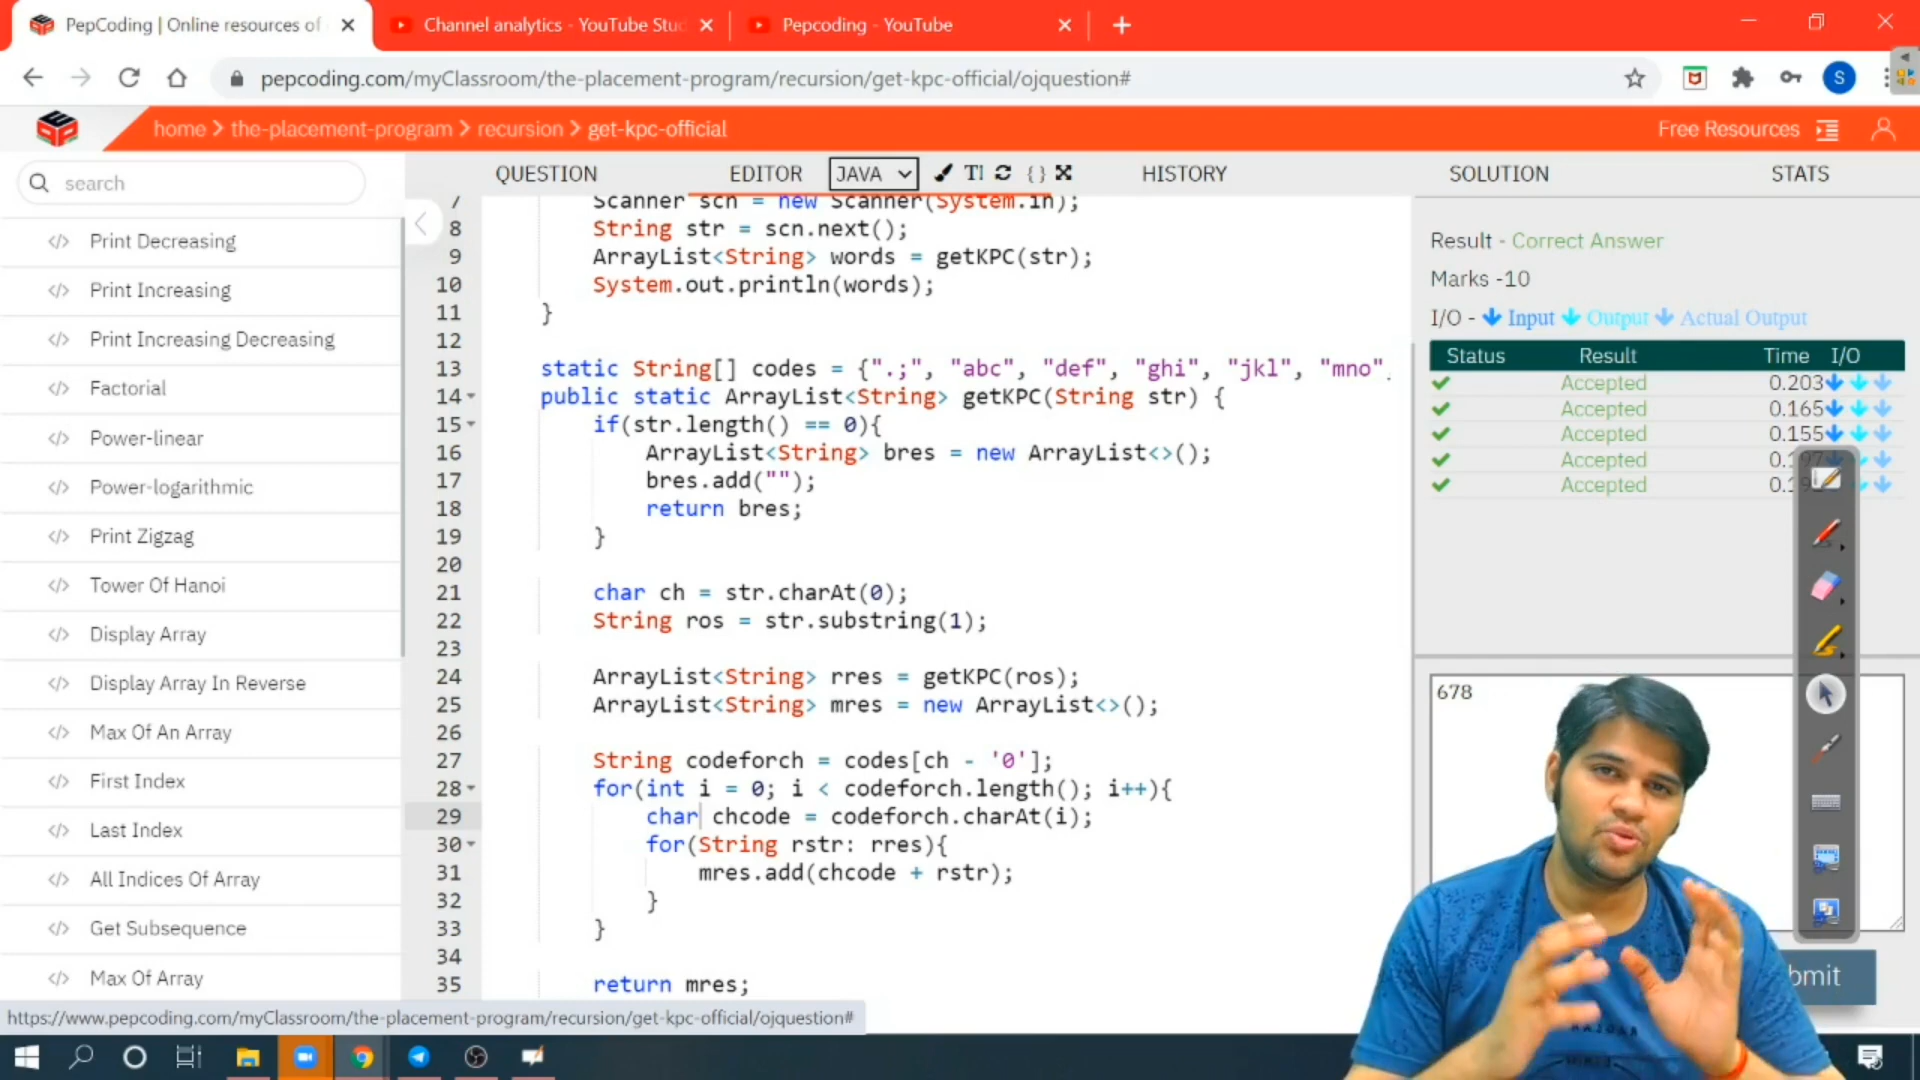 PepCoding | Online resources of
Channel analytics - YouTube Stud
Pepcoding - YouTube
pepcoding.com/myClassroom/the-placement-program/recursion/get-kpc-official/ojquestion#
S
home > the-placement-program > recursion > get-kpc-official
Free Resources
search
QUESTION
EDITOR
JAVA
HISTORY
SOLUTION
STATS
Print Decreasing
Print Increasing
Print Increasing Decreasing
Factorial
Power-linear
Power-logarithmic
Print Zigzag
Tower Of Hanoi
Display Array
Display Array In Reverse
Max Of An Array
First Index
Last Index
All Indices Of Array
Get Subsequence
Max Of Array
7 Scanner scn = new Scanner(System.in);
8 String str = scn.next();
9 ArrayList<String> words = getKPC(str);
10 System.out.println(words);
11 }
12
13 static String[] codes = {".;", "abc", "def", "ghi", "jkl", "mno",
14 public static ArrayList<String> getKPC(String str) {
15 if(str.length() == 0){
16 ArrayList<String> bres = new ArrayList<>();
17 bres.add("");
18 return bres;
19 }
20
21 char ch = str.charAt(0);
22 String ros = str.substring(1);
23
24 ArrayList<String> rres = getKPC(ros);
25 ArrayList<String> mres = new ArrayList<>();
26
27 String codeforch = codes[ch - '0'];
28 for(int i = 0; i < codeforch.length(); i++){
29 char chcode = codeforch.charAt(i);
30 for(String rstr: rres){
31 mres.add(chcode + rstr);
32 }
33 }
34
35 return mres;
Result - Correct Answer
Marks -10
I/O - Input Output Actual Output
Status Result Time I/O
Accepted 0.203
Accepted 0.165
Accepted 0.155
Accepted
Accepted
678
bmit
https://www.pepcoding.com/myClassroom/the-placement-program/recursion/get-kpc-official/ojquestion#